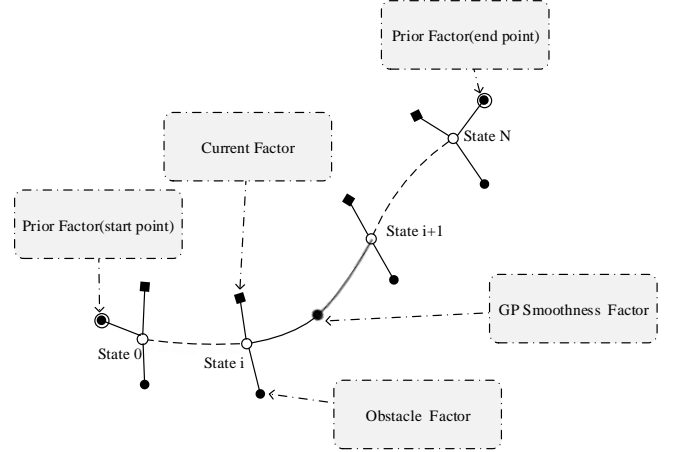 Prior Factor(end point)
State N
Current Factor
Prior Factor(start point)
State i+1
GP Smoothness Factor
State 0
State i
Obstacle Factor